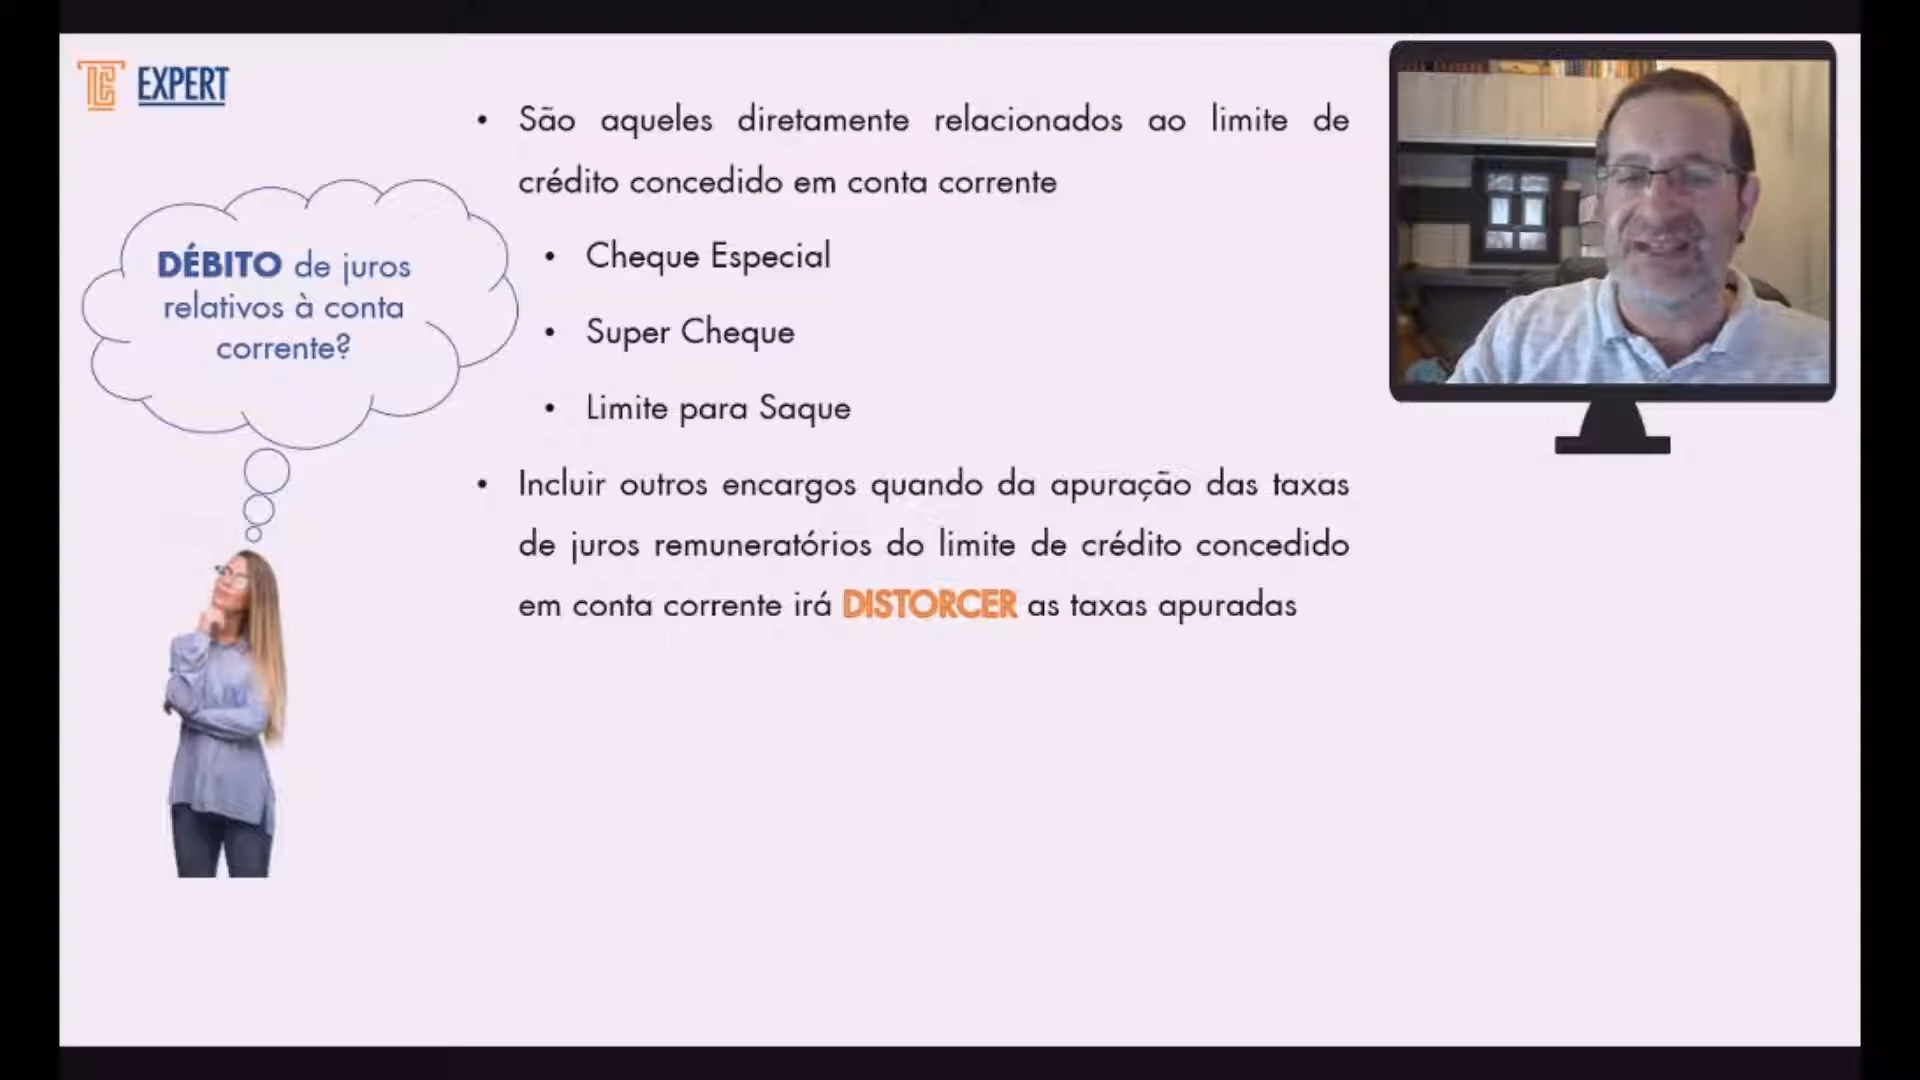 EXPERT
DÉBITO de juros
relativos à conta
corrente?
• São aqueles diretamente relacionados ao limite de
crédito concedido em conta corrente
• Cheque Especial
• Super Cheque
• Limite para Saque
• Incluir outros encargos quando da apuração das taxas
de juros remuneratórios do limite de crédito concedido
em conta corrente irá DISTORCER as taxas apuradas